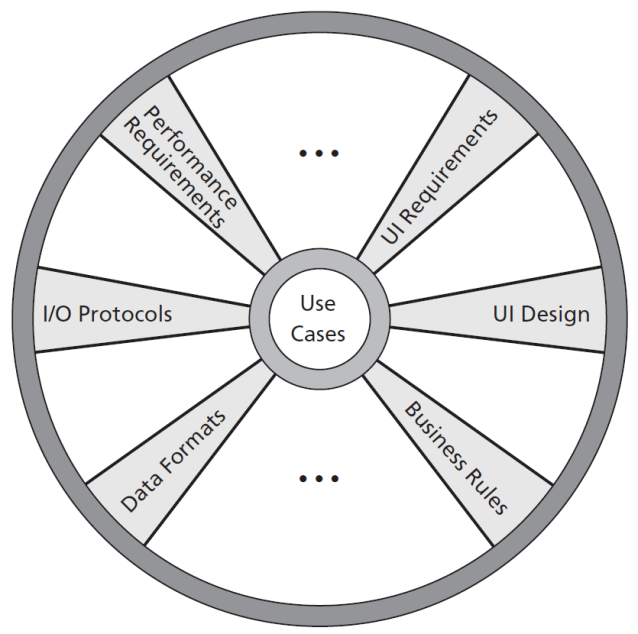 Performance
Requirements
...
UI Requirements
I/O Protocols
Use
Cases
UI Design
Data Formats
...
Business Rules